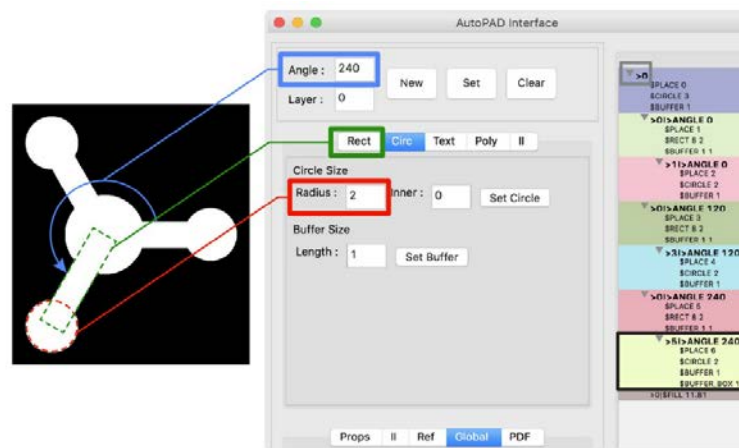 AutoPAD Interface
Angle : 240
New Set Clear
Layer : 0
Rect Circ Text Poly II
Circle Size
Radius : 2 Inner : 0 Set Circle
Buffer Size
Length : 1 Set Buffer
Props II Ref Global PDF
>0
$PLACE 0
$CIRCLE 3
$BUFFER 1
>0|>ANGLE 0
$PLACE 1
$RECT 8 2
$BUFFER 1 1
>1|>ANGLE 0
$PLACE 2
$CIRCLE 2
$BUFFER 1
>0|>ANGLE 120
$PLACE 3
$RECT 8 2
$BUFFER 1 1
>3|>ANGLE 120
$PLACE 4
$CIRCLE 2
$BUFFER 1
>0|>ANGLE 240
$PLACE 5
$RECT 8 2
$BUFFER 1 1
>5|>ANGLE 240
$PLACE 6
$CIRCLE 2
$BUFFER 1
$BUFFER_BOX 1
>0|$FILL 11.81